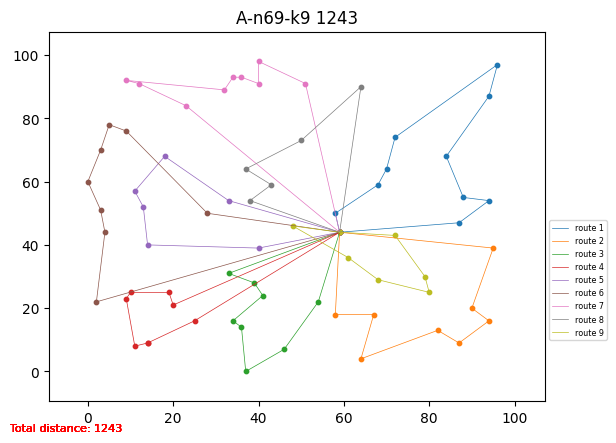 A-n69-k9 1243
100
80
60
40
20
0
0 20 40 60 80 100
route 1
route 2
route 3
route 4
route 5
route 6
route 7
route 8
route 9
Total distance: 1243